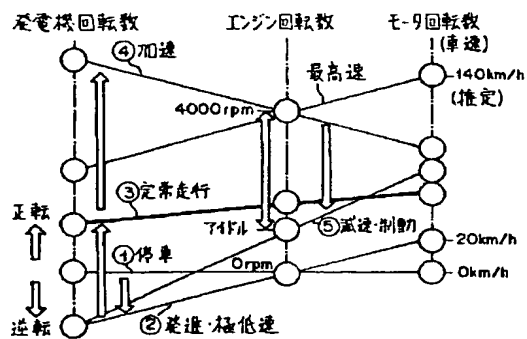 発電機回転数
エンジン回転数
モータ回転数
(車速)
④加速
最高速
140km/h
(推定)
4000rpm
③定常走行
正転
アイドル
⑤減速・制動
①停車
0rpm
20km/h
0km/h
逆転
②発進・極低速